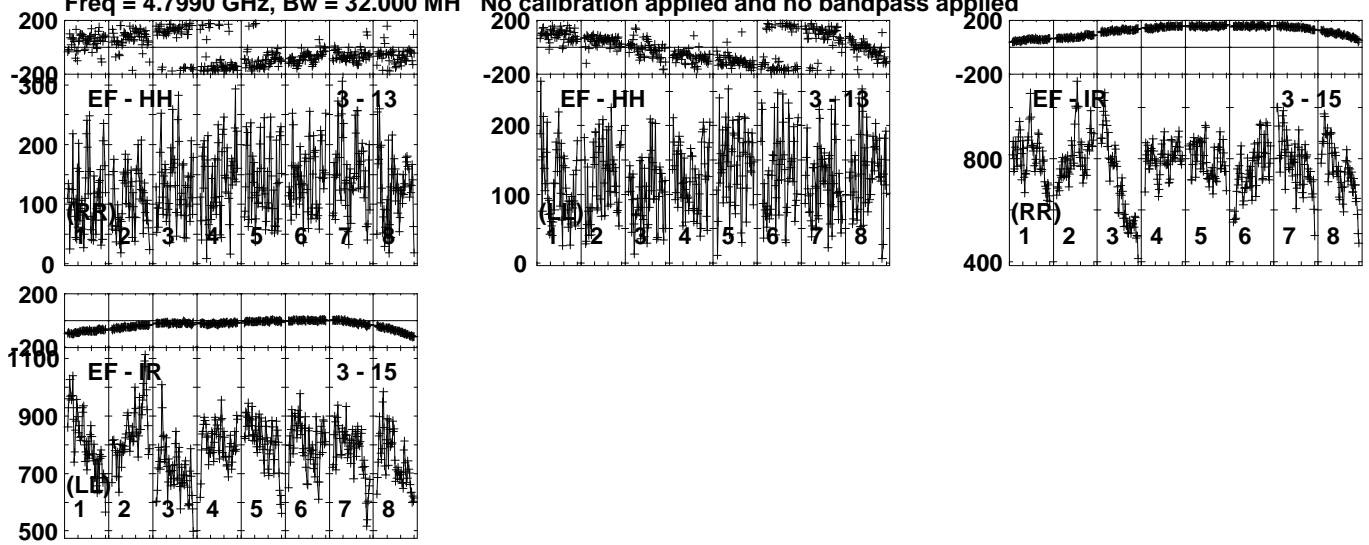 Freq = 4.7990 GHz, Bw = 32.000 MH No calibration applied and no bandpass applied
200
-200
300
200
100
0
EF - HH 3 - 13
(RR)
1 2 3 4 5 6 7 8
200
-200
200
100
0
EF - HH 3 - 13
(LL)
1 2 3 4 5 6 7 8
200
-200
800
400
EF - IR 3 - 15
(RR)
1 2 3 4 5 6 7 8
200
-200
1100
900
700
500
EF - IR 3 - 15
(LL)
1 2 3 4 5 6 7 8